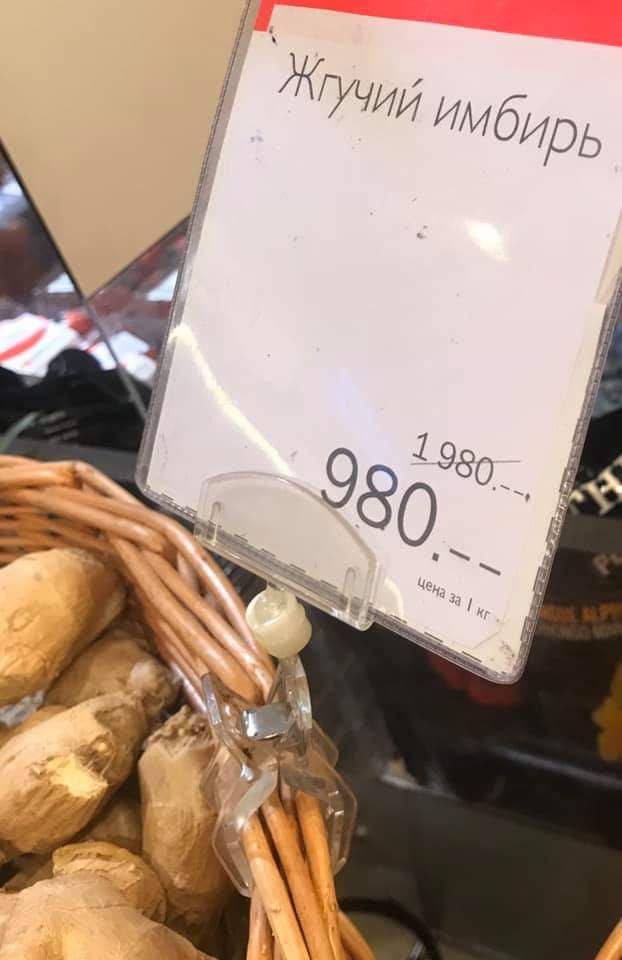 Жгучий имбирь
1 980.--
980.--
цена за 1 кг